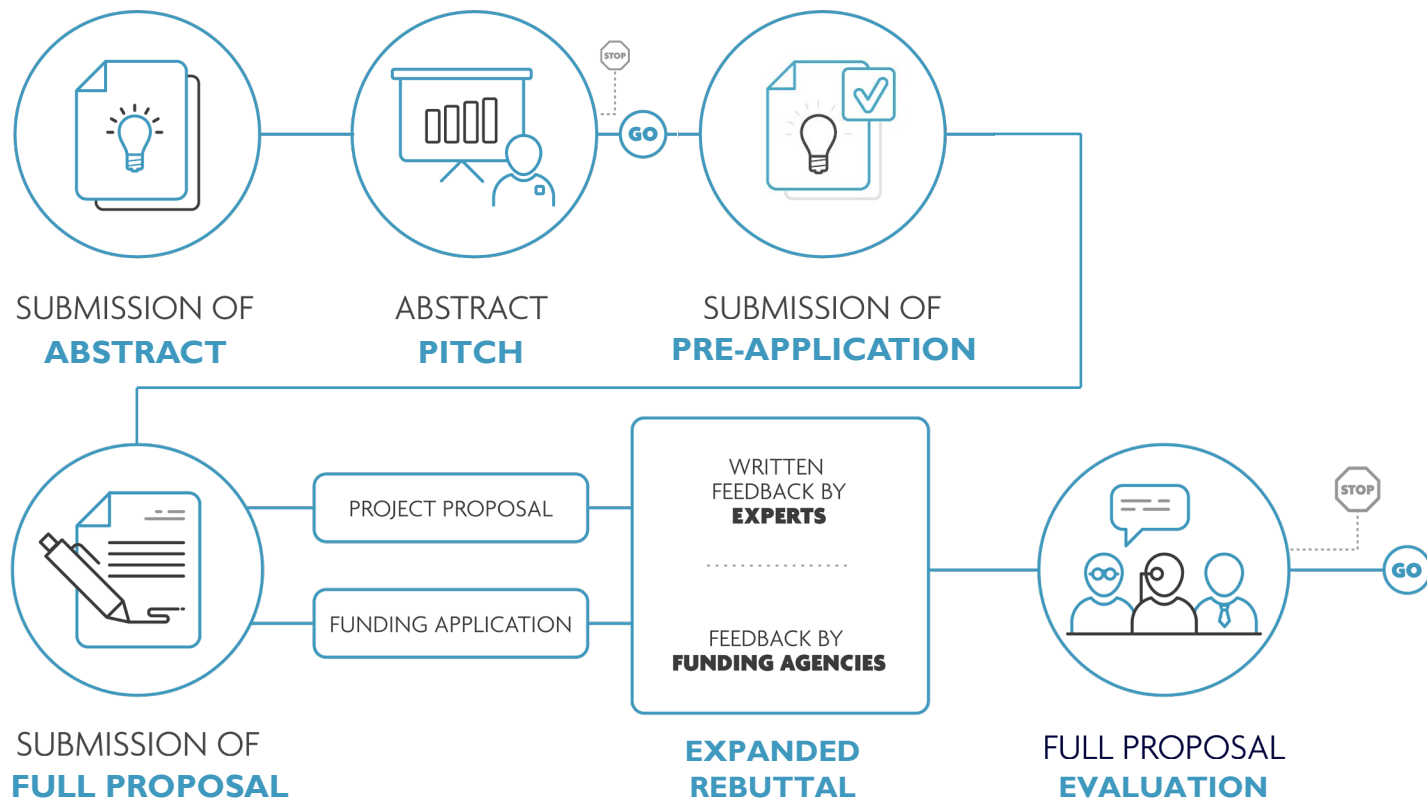 STOP
GO
SUBMISSION OF
ABSTRACT
ABSTRACT
PITCH
SUBMISSION OF
PRE-APPLICATION
PROJECT PROPOSAL
FUNDING APPLICATION
WRITTEN
FEEDBACK BY
EXPERTS
FEEDBACK BY
FUNDING AGENCIES
STOP
GO
SUBMISSION OF
FULL PROPOSAL
EXPANDED
REBUTTAL
FULL PROPOSAL
EVALUATION